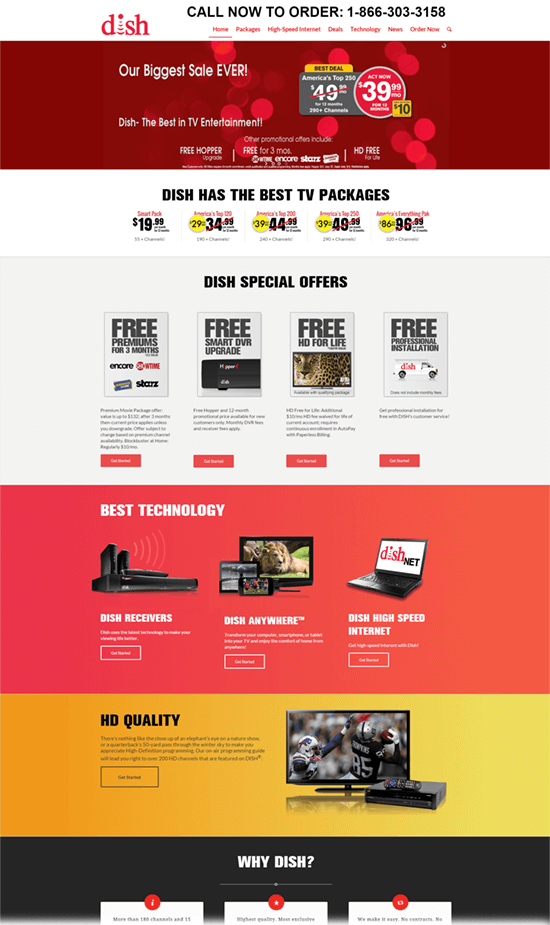 dish
CALL NOW TO ORDER: 1-866-303-3158
Home Packages High-Speed Internet Deals Technology News Order Now
Our Biggest Sale EVER!
Dish- The Best in TV Entertainment!
BEST DEAL
America's Top 250
$49.99
for 12 months
290+ Channels
ACT NOW
$39.99
mo
FOR 12 MONTHS
$10
Other promotional offers include:
FREE HOPPER
Upgrade
FREE for 3 mos.
SHOWTIME encore starz
HD FREE
For Life
DISH HAS THE BEST TV PACKAGES
Smart Pack
$19.99
55 + Channels!
America's Top 120
$29 34.99
190 + Channels!
America's Top 200
$39 44.99
240 + Channels!
America's Top 250
$39 49.99
290 + Channels!
America's Everything Pak
$86 96.99
320 + Channels!
DISH SPECIAL OFFERS
FREE
PREMIUMS
FOR 3 MONTHS
encore SHOWTIME
starz
FREE
SMART DVR
UPGRADE
Hopper
dish
FREE
HD FOR LIFE
Available with qualifying package.
FREE
PROFESSIONAL
INSTALLATION
dish
Does not include monthly fees.
Premium Movie Package offer:
value is up to $132; after 3 months
then-current price applies unless
you downgrade. Offer subject to
change based on premium channel
availability. Blockbuster at Home:
Regularly $10/mo.
Get Started
Free Hopper and 12-month
promotional price available for new
customers only. Monthly DVR fees
and receiver fees apply.
Get Started
HD Free for Life: Additional
$10/mo HD fee waived for life of
current account; requires
continuous enrollment in AutoPay
with Paperless Billing.
Get Started
Get professional installation for
free with DISH's customer service!
Get Started
BEST TECHNOLOGY
dishNET
DISH RECEIVERS
Dish uses the latest technology to make your
viewing life better.
Get Started
DISH ANYWHERE™
Transform your computer, smartphone, or tablet
into your TV and enjoy the comfort of home from
anywhere!
Get Started
DISH HIGH SPEED
INTERNET
Get high-speed internet with Dish!
Get Started
HD QUALITY
There's nothing like the close up of an elephant's eye on a nature show,
or a quarterback's 50-yard pass through the winter dry to make you
appreciate High-Definition programming. Our on-air programming guide
will lead you right to over 200 HD channels that are featured on DISH®.
Get Started
85
WHY DISH?
More than 180 channels and 15
Highest quality. Most exclusive
We make it easy. No contracts. No